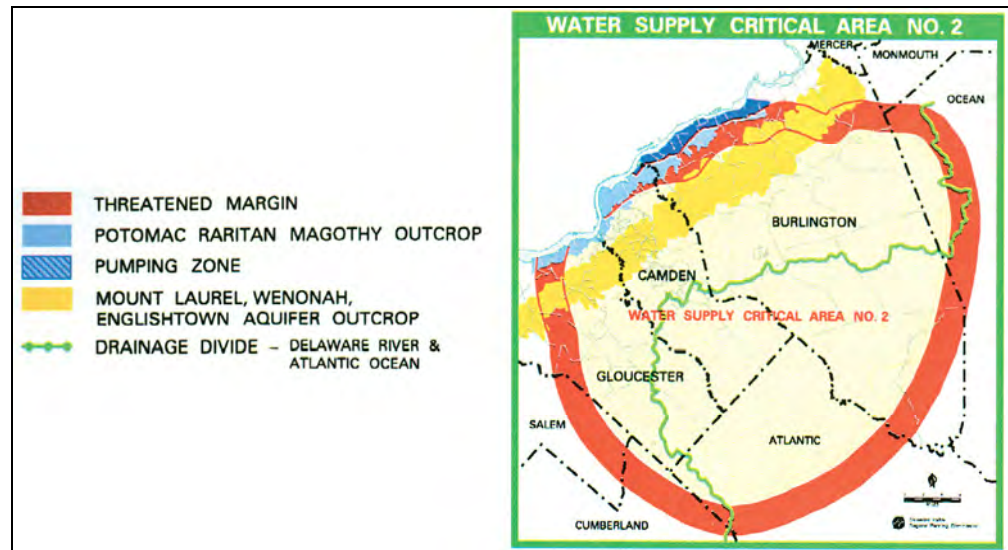 WATER SUPPLY CRITICAL AREA NO. 2
MERCER
MONMOUTH
OCEAN
THREATENED MARGIN
POTOMAC RARITAN MAGOTHY OUTCROP
PUMPING ZONE
MOUNT LAUREL, WENONAH,
ENGLISHTOWN AQUIFER OUTCROP
DRAINAGE DIVIDE – DELAWARE RIVER &
ATLANTIC OCEAN
BURLINGTON
CAMDEN
WATER SUPPLY CRITICAL AREA NO. 2
GLOUCESTER
SALEM
ATLANTIC
CUMBERLAND